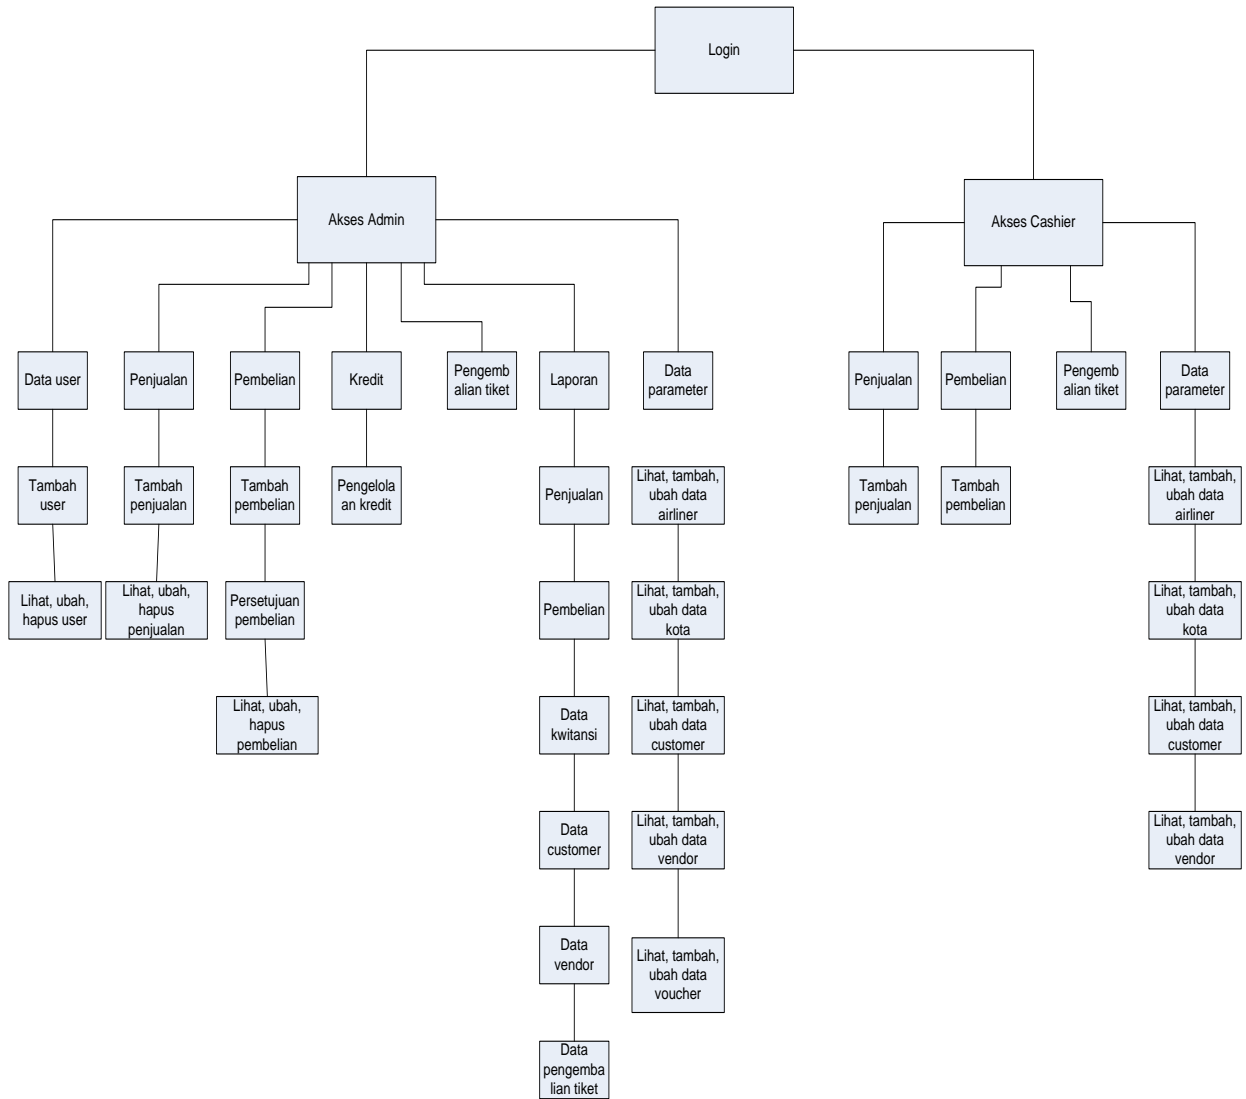 Login
Akses Admin
Akses Cashier
Data user
Penjualan
Pembelian
Kredit
Pengemb
alian tiket
Laporan
Data
parameter
Penjualan
Pembelian
Pengemb
alian tiket
Data
parameter
Tambah
user
Tambah
penjualan
Tambah
pembelian
Pengelola
an kredit
Penjualan
Lihat, tambah,
ubah data
airliner
Tambah
penjualan
Tambah
pembelian
Lihat, tambah,
ubah data
airliner
Lihat, ubah,
hapus user
Lihat, ubah,
hapus
penjualan
Persetujuan
pembelian
Pembelian
Lihat, tambah,
ubah data
kota
Lihat, tambah,
ubah data
kota
Lihat, ubah,
hapus
pembelian
Data
kwitansi
Lihat, tambah,
ubah data
customer
Lihat, tambah,
ubah data
customer
Data
customer
Lihat, tambah,
ubah data
vendor
Lihat, tambah,
ubah data
vendor
Data
vendor
Lihat, tambah,
ubah data
voucher
Data
pengemba
lian tiket